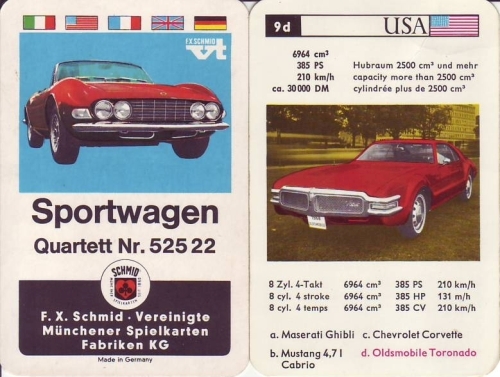 F.X. SCHMID
Sportwagen
Quartett Nr. 525 22
SCHMID
F. X. Schmid · Vereinigte
Münchener Spielkarten
Fabriken KG
Made in Germany
9d
USA
6964 cm³
385 PS
210 km/h
ca. 30 000 DM
Hubraum 2500 cm³ und mehr
capacity more than 2500 cm³
cylindrée plus de 2500 cm³
8 Zyl. 4-Takt 6964 cm³ 385 PS 210 km/h
8 cyl. 4 stroke 6964 cm³ 385 HP 131 m/h
8 cyl. 4 temps 6964 cm³ 385 CV 210 km/h
a. Maserati Ghibli c. Chevrolet Corvette
b. Mustang 4,7 l d. Oldsmobile Toronado
Cabrio